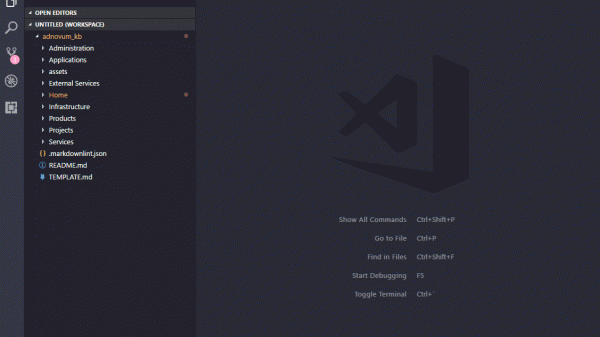 OPEN EDITORS
UNTITLED (WORKSPACE)
adnovum_kb
Administration
Applications
assets
External Services
Home
Infrastructure
Products
Projects
Services
{ } .markdownlint.json
README.md
TEMPLATE.md
Show All Commands Ctrl+Shift+P
Go to File Ctrl+P
Find in Files Ctrl+Shift+F
Start Debugging F5
Toggle Terminal Ctrl+`